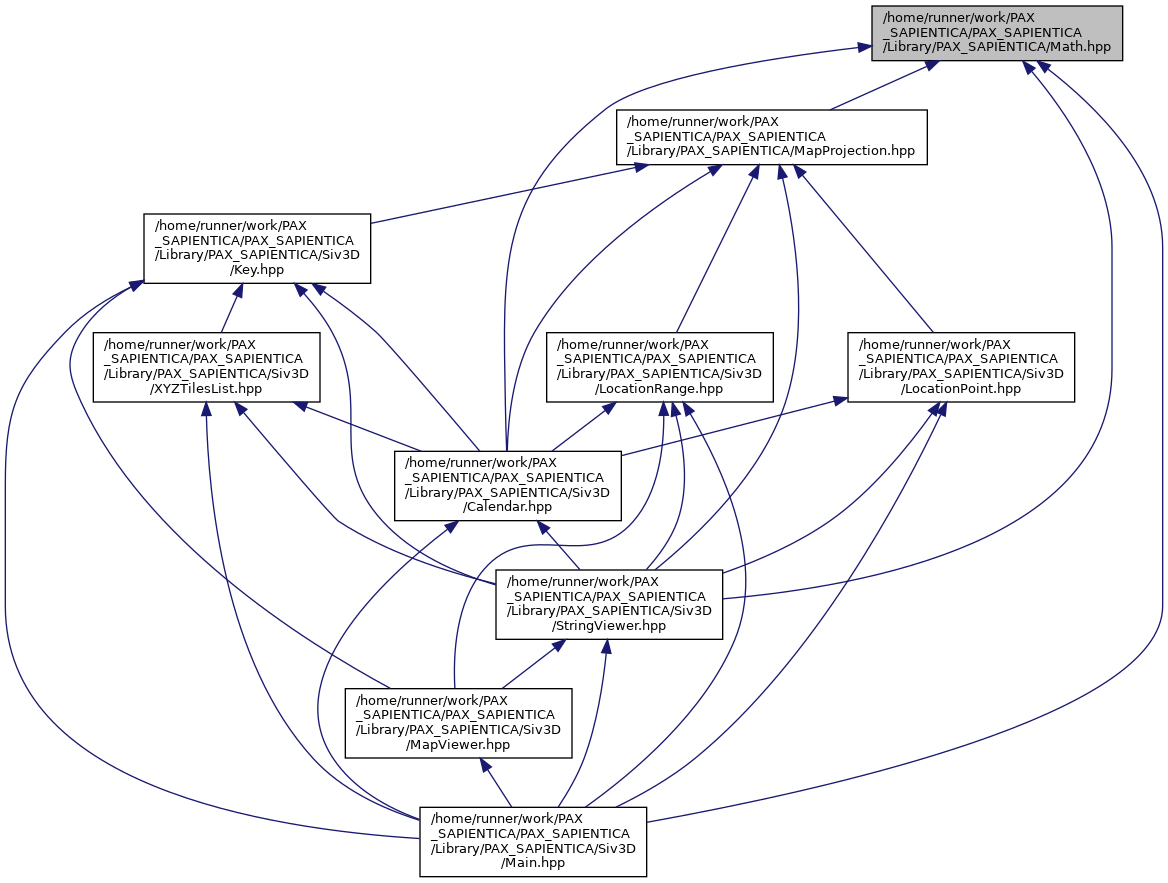 /home/runner/work/PAX
_SAPIENTICA/PAX_SAPIENTICA
/Library/PAX_SAPIENTICA/Math.hpp
/home/runner/work/PAX
_SAPIENTICA/PAX_SAPIENTICA
/Library/PAX_SAPIENTICA/MapProjection.hpp
/home/runner/work/PAX
_SAPIENTICA/PAX_SAPIENTICA
/Library/PAX_SAPIENTICA/Siv3D
/Key.hpp
/home/runner/work/PAX
_SAPIENTICA/PAX_SAPIENTICA
/Library/PAX_SAPIENTICA/Siv3D
/XYZTilesList.hpp
/home/runner/work/PAX
_SAPIENTICA/PAX_SAPIENTICA
/Library/PAX_SAPIENTICA/Siv3D
/LocationRange.hpp
/home/runner/work/PAX
_SAPIENTICA/PAX_SAPIENTICA
/Library/PAX_SAPIENTICA/Siv3D
/LocationPoint.hpp
/home/runner/work/PAX
_SAPIENTICA/PAX_SAPIENTICA
/Library/PAX_SAPIENTICA/Siv3D
/Calendar.hpp
/home/runner/work/PAX
_SAPIENTICA/PAX_SAPIENTICA
/Library/PAX_SAPIENTICA/Siv3D
/StringViewer.hpp
/home/runner/work/PAX
_SAPIENTICA/PAX_SAPIENTICA
/Library/PAX_SAPIENTICA/Siv3D
/MapViewer.hpp
/home/runner/work/PAX
_SAPIENTICA/PAX_SAPIENTICA
/Library/PAX_SAPIENTICA/Siv3D
/Main.hpp